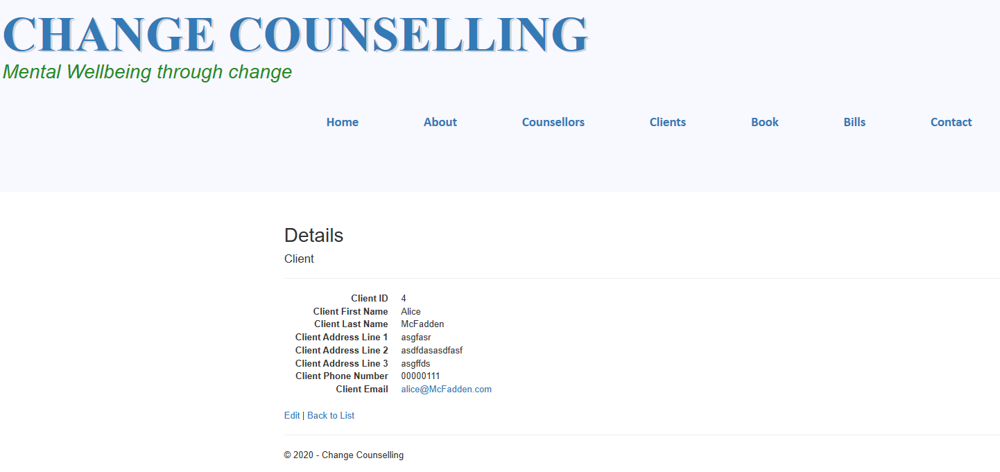 CHANGE COUNSELLING
Mental Wellbeing through change
Home About Counsellors Clients Book Bills Contact
Details
Client
Client ID 4
Client First Name Alice
Client Last Name McFadden
Client Address Line 1 asgfasr
Client Address Line 2 asdfdasasdfasf
Client Address Line 3 asgffds
Client Phone Number 00000111
Client Email alice@McFadden.com
Edit | Back to List
© 2020 - Change Counselling